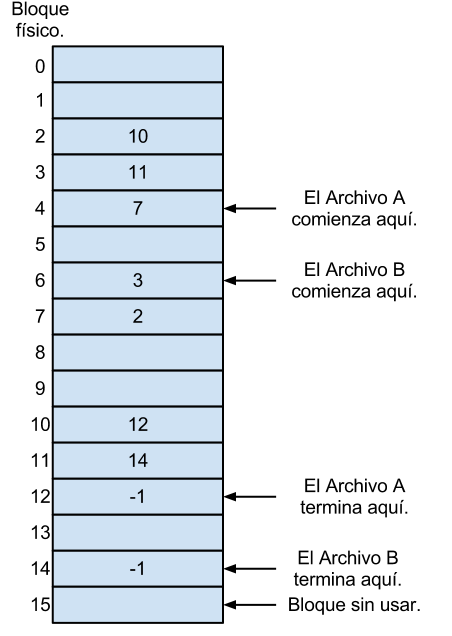 Bloque
físico.
0
1
2 10
3 11
4 7 El Archivo A
comienza aquí.
5
6 3 El Archivo B
comienza aquí.
7 2
8
9
10 12
11 14
12 -1 El Archivo A
termina aquí.
13
14 -1 El Archivo B
termina aquí.
15 Bloque sin usar.